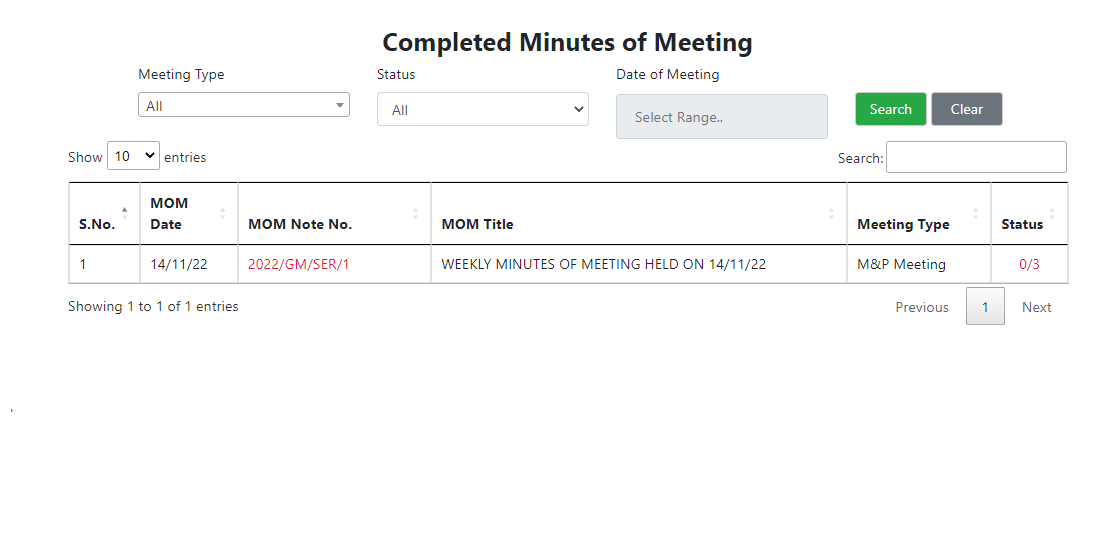 Completed Minutes of Meeting
Meeting Type Status Date of Meeting
All All Select Range.. Search Clear
Show 10 entries Search:
S.No. MOM Date MOM Note No. MOM Title Meeting Type Status
1 14/11/22 2022/GM/SER/1 WEEKLY MINUTES OF MEETING HELD ON 14/11/22 M&P Meeting 0/3
Showing 1 to 1 of 1 entries Previous 1 Next